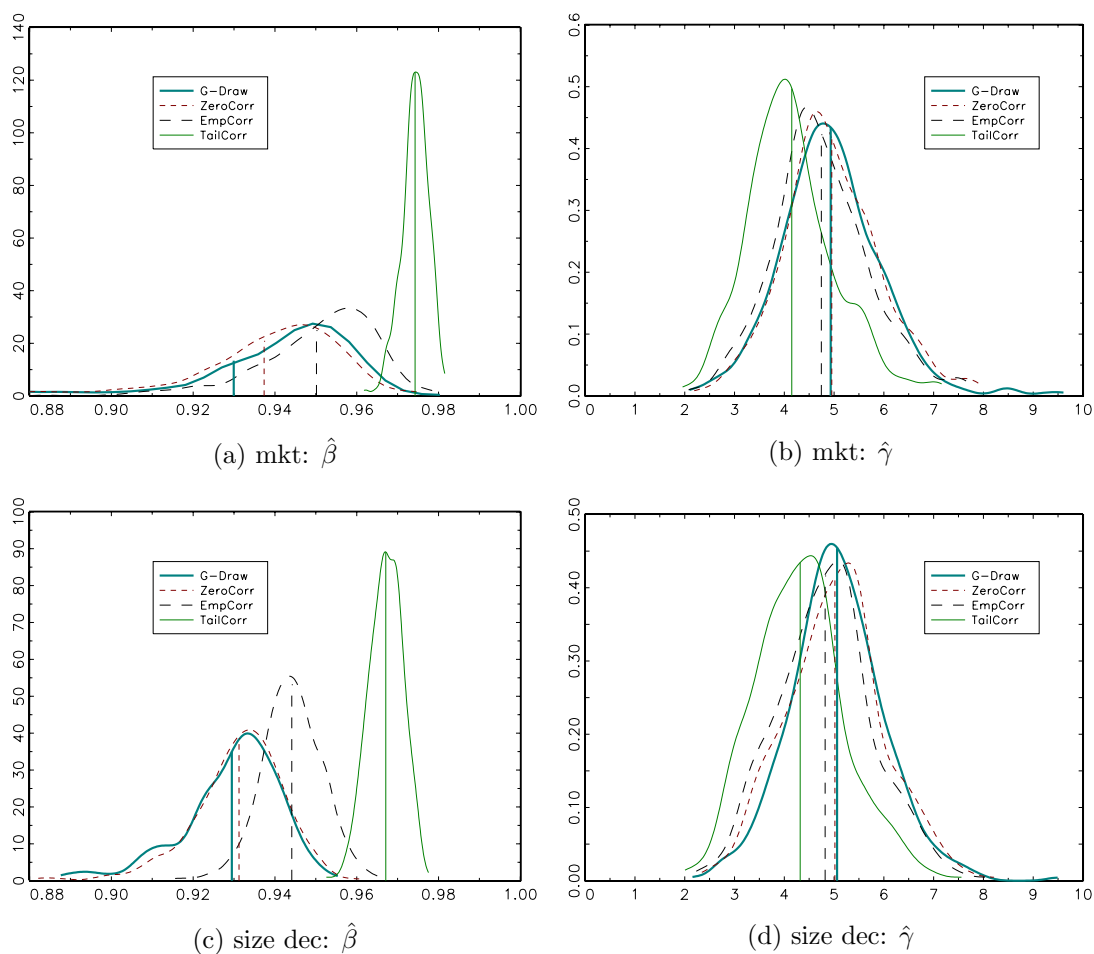 140
120
100
80
60
40
20
0
G-Draw
ZeroCorr
EmpCorr
TailCorr
0.88 0.90 0.92 0.94 0.96 0.98 1.00
(a) mkt: β̂
0.6
0.5
0.4
0.3
0.2
0.1
0.0
G-Draw
ZeroCorr
EmpCorr
TailCorr
0 1 2 3 4 5 6 7 8 9 10
(b) mkt: γ̂
100
90
80
70
60
50
40
30
20
10
0
G-Draw
ZeroCorr
EmpCorr
TailCorr
0.88 0.90 0.92 0.94 0.96 0.98 1.00
(c) size dec: β̂
0.50
0.40
0.30
0.20
0.10
0.00
G-Draw
ZeroCorr
EmpCorr
TailCorr
0 1 2 3 4 5 6 7 8 9 10
(d) size dec: γ̂